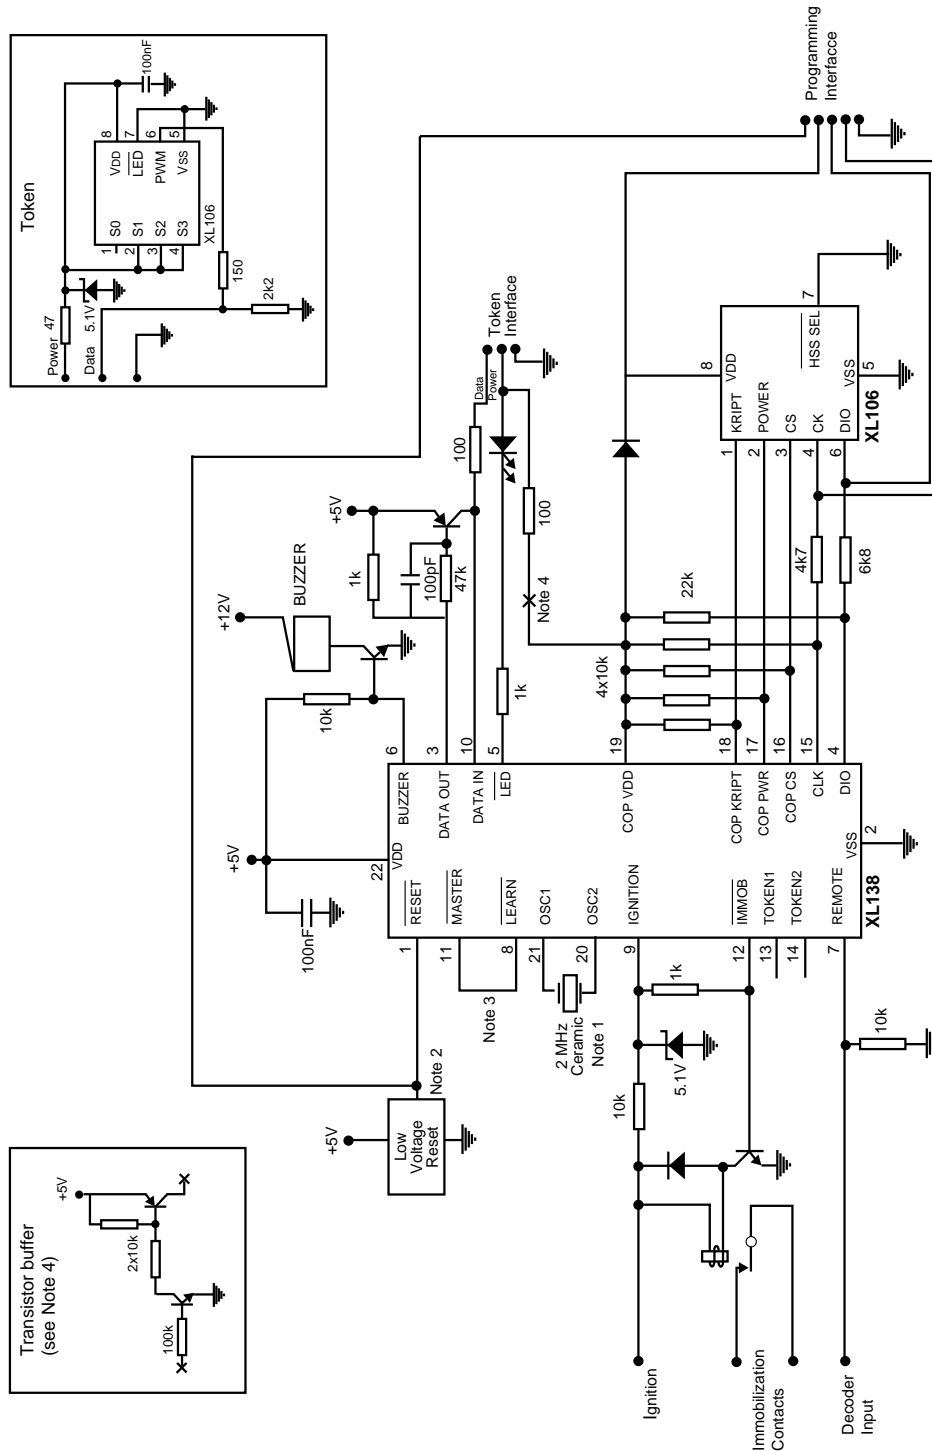 Transistor buffer
(see Note 4)
+5V
2x10k
100k
Token
Power
47
5.1V
Data
150
2k2
100nF
1
S0
2
S1
3
S2
4
S3
8
VDD
7
LED
6
PWM
5
VSS
XL106
+5V
Low
Voltage
Reset
Note 2
+5V
100nF
10k
+12V
BUZZER
+5V
1k
100pF
47k
100
Data
Power
Token
Interface
1k
100
Note 4
Programming
Interfacce
Note 3
2 MHz
Ceramic
Note 1
22
VDD
1
RESET
11
MASTER
8
LEARN
21
OSC1
20
OSC2
9
IGNITION
12
IMMOB
13
TOKEN1
14
TOKEN2
7
REMOTE
6
BUZZER
3
DATA OUT
10
DATA IN
5
LED
19
COP VDD
18
COP KRIPT
17
COP PWR
16
COP CS
15
CLK
4
DIO
VSS
2
XL138
4x10k
22k
4k7
6k8
8
VDD
1
KRIPT
2
POWER
3
CS
4
CK
6
DIO
7
HSS SEL
VSS
5
XL106
10k
5.1V
1k
10k
Ignition
Immobilization
Contacts
Decoder
Input